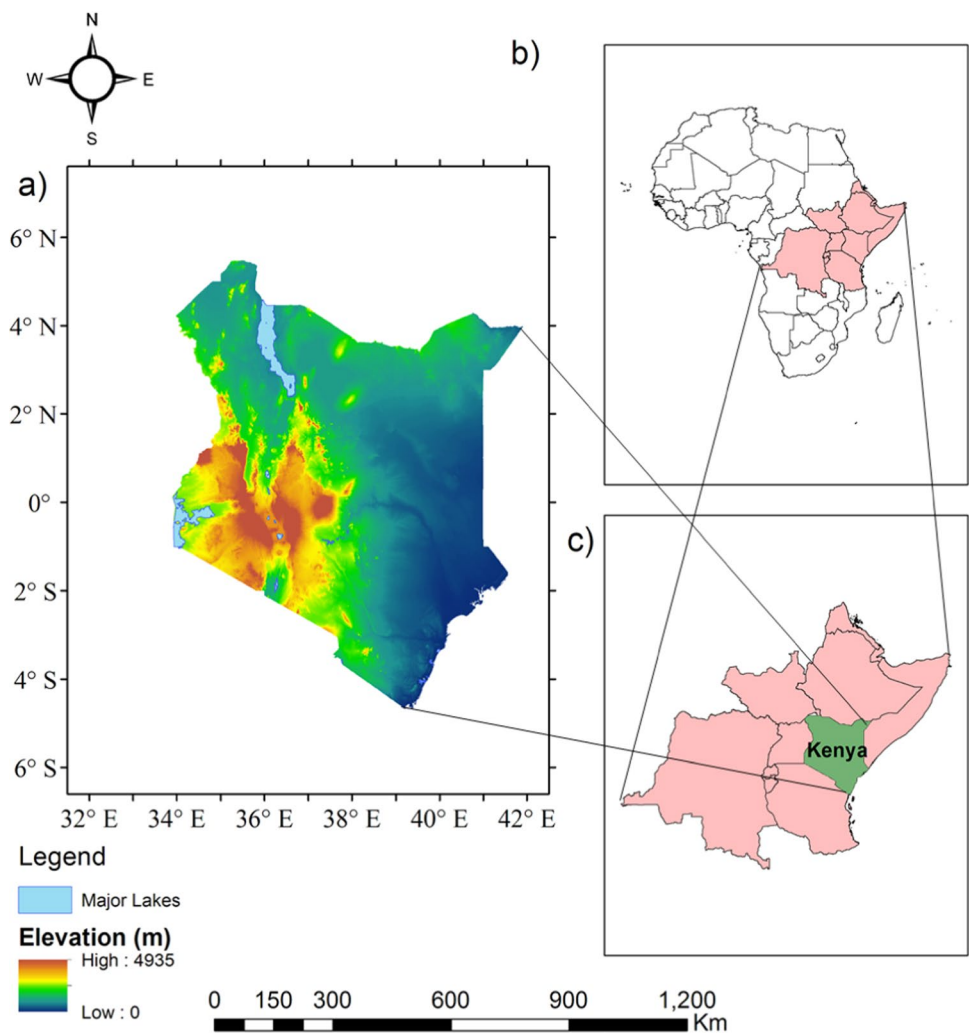 N
W E
S
a)
b)
6° N
4° N
2° N
0°
2° S
4° S
6° S
32° E 34° E 36° E 38° E 40° E 42° E
c)
Kenya
Legend
Major Lakes
Elevation (m)
High : 4935
Low : 0
0 150 300 600 900 1,200
Km